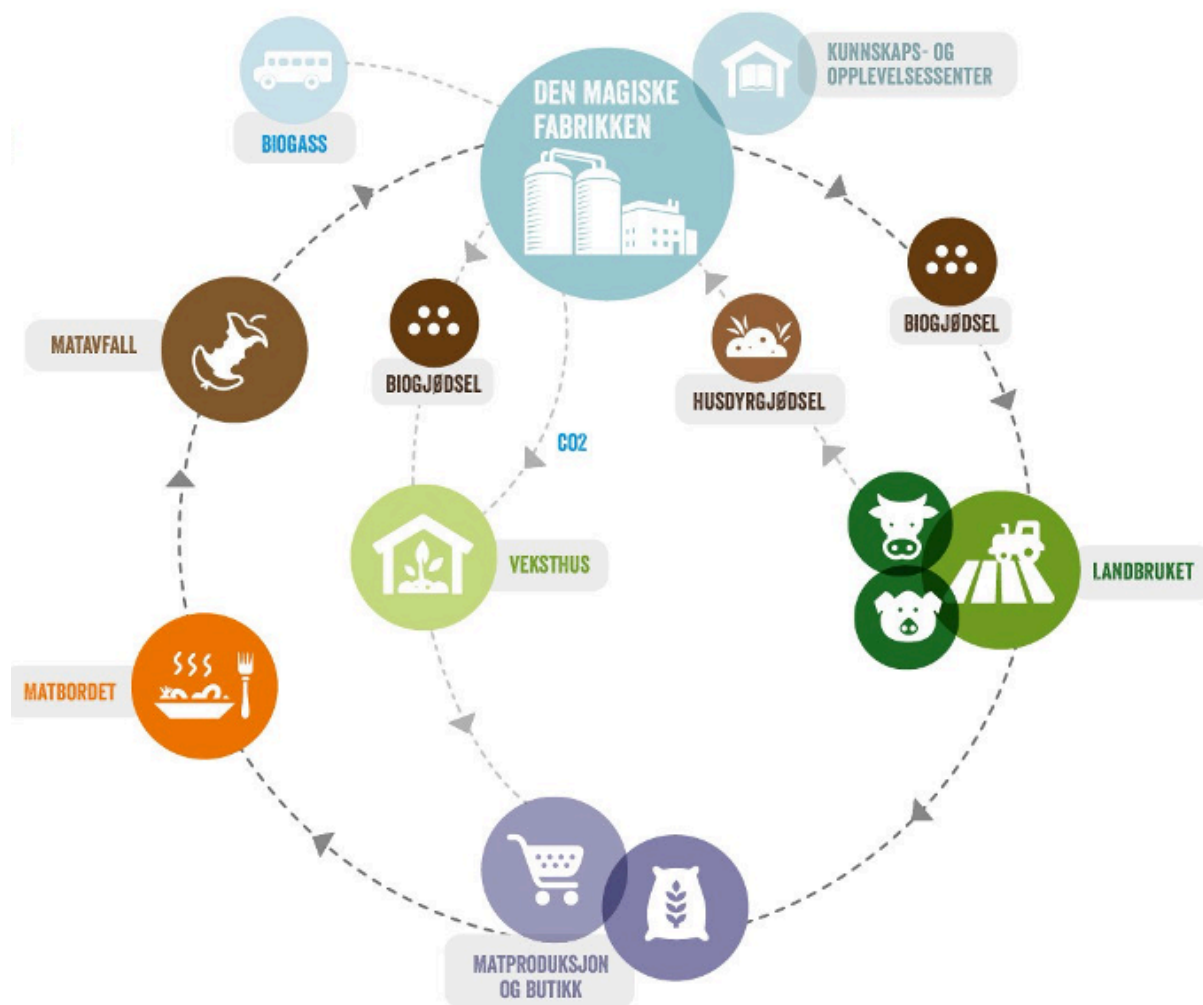 KUNNSKAPS- OG
OPPLEVELSESSENTER
DEN MAGISKE
FABRIKKEN
BIOGASS
BIOGJØDSEL
MATAVFALL
BIOGJØDSEL
HUSDYRGJØDSEL
CO2
VEKSTHUS
LANDBRUKET
MATBORDET
MATPRODUKSJON
OG BUTIKK